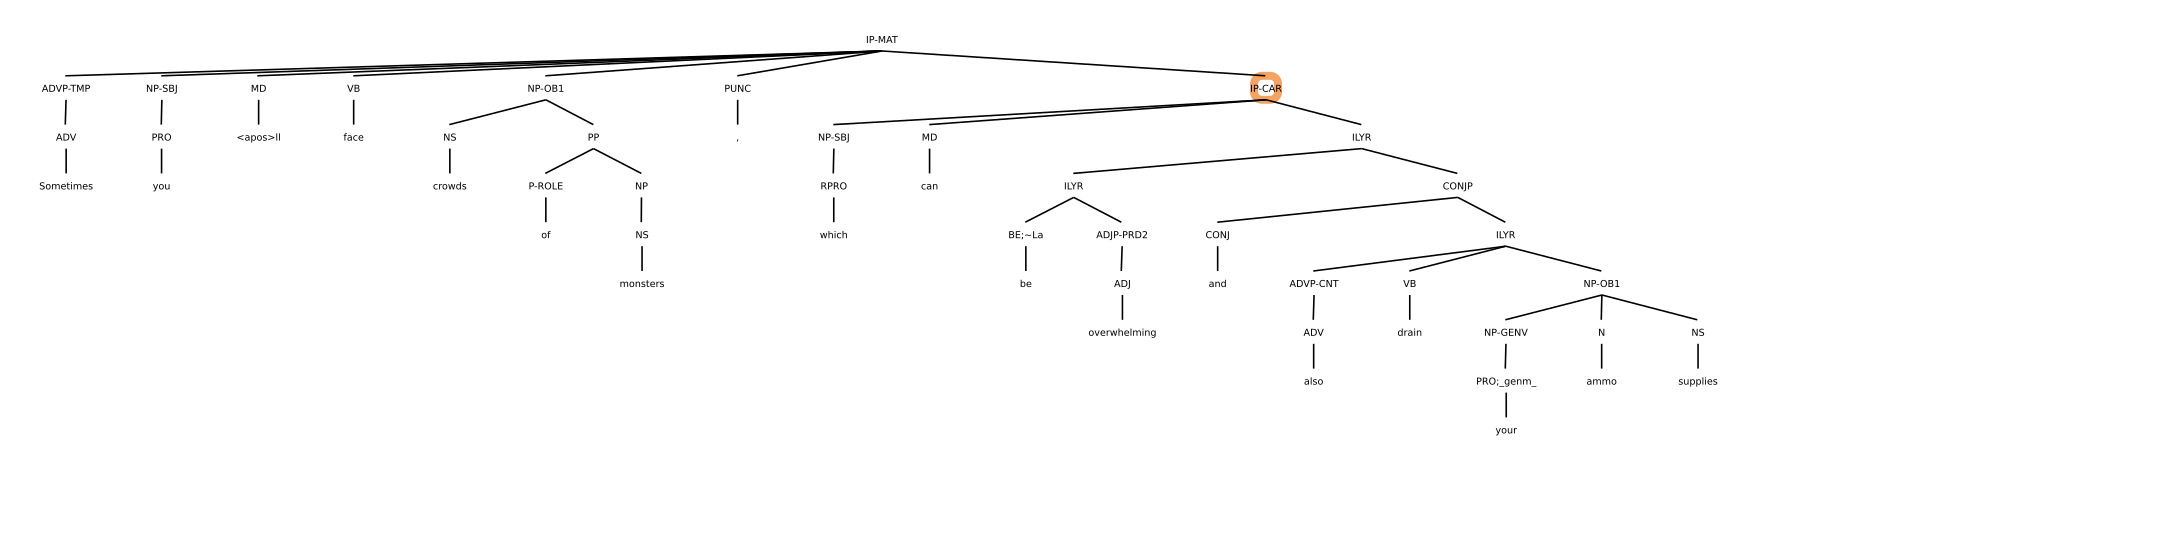 IP-MAT
ADVP-TMP NP-SBJ MD VB NP-OB1 PUNC IP-CAR
ADV PRO <apos>ll face NS PP , NP-SBJ MD ILYR
Sometimes you crowds P-ROLE NP RPRO can ILYR CONJP
of NS which BE;~La ADJP-PRD2 CONJ ILYR
monsters be ADJ and ADVP-CNT VB NP-OB1
overwhelming ADV drain NP-GENV N NS
also PRO;_genm_ ammo supplies
your